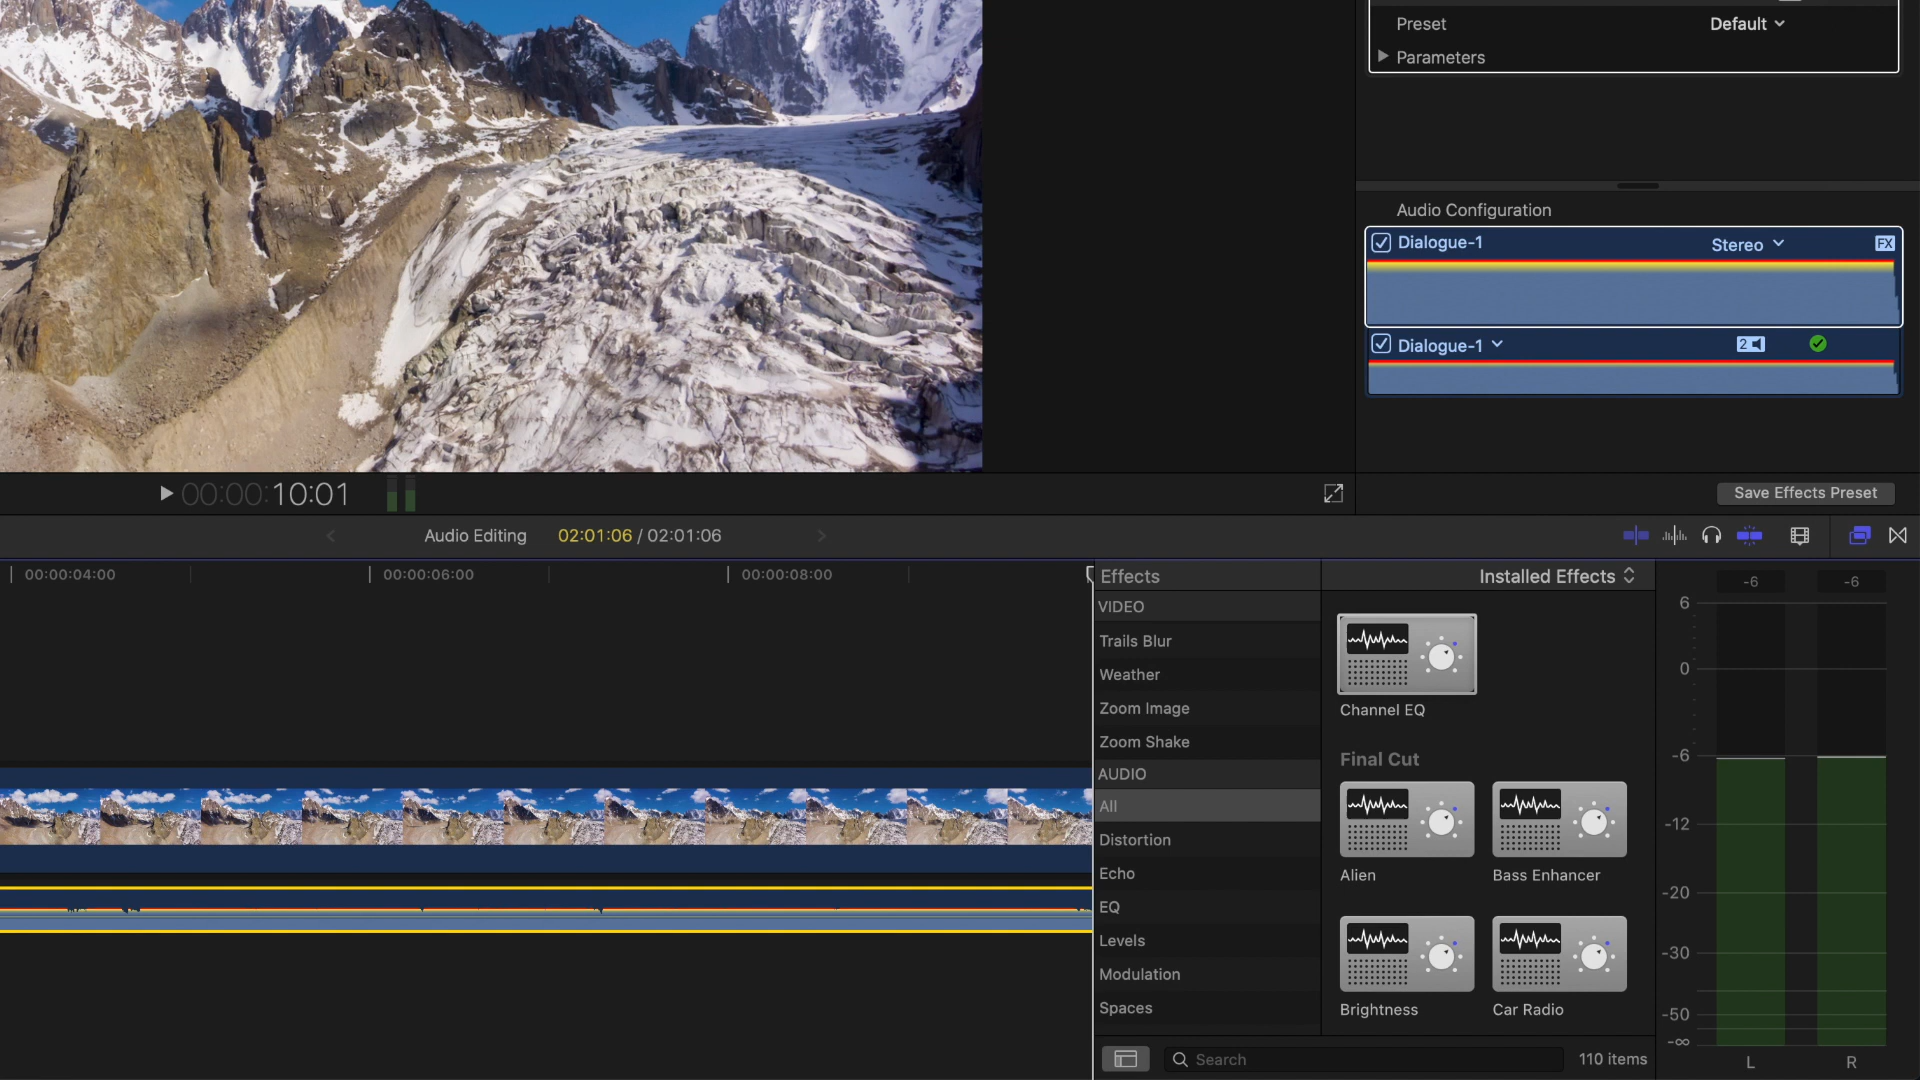 Preset
Default
Parameters
Audio Configuration
Dialogue-1
Stereo
FX
Dialogue-1
2
00:00:10:01
Save Effects Preset
Audio Editing
02:01:06 / 02:01:06
00:00:04:00
00:00:06:00
00:00:08:00
Effects
Installed Effects
VIDEO
Trails Blur
Weather
Zoom Image
Zoom Shake
AUDIO
All
Distortion
Echo
EQ
Levels
Modulation
Spaces
Channel EQ
Final Cut
Alien
Bass Enhancer
Brightness
Car Radio
Search
110 items
-6
-6
6
0
-6
-12
-20
-30
-50
-∞
L
R